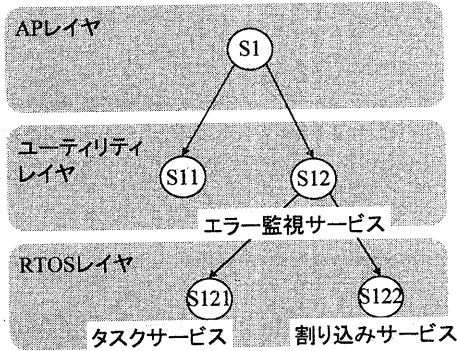 APレイヤ
S1
ユーティリティ
レイヤ
S11
S12
エラー監視サービス
RTOSレイヤ
S121
S122
タスクサービス
割り込みサービス